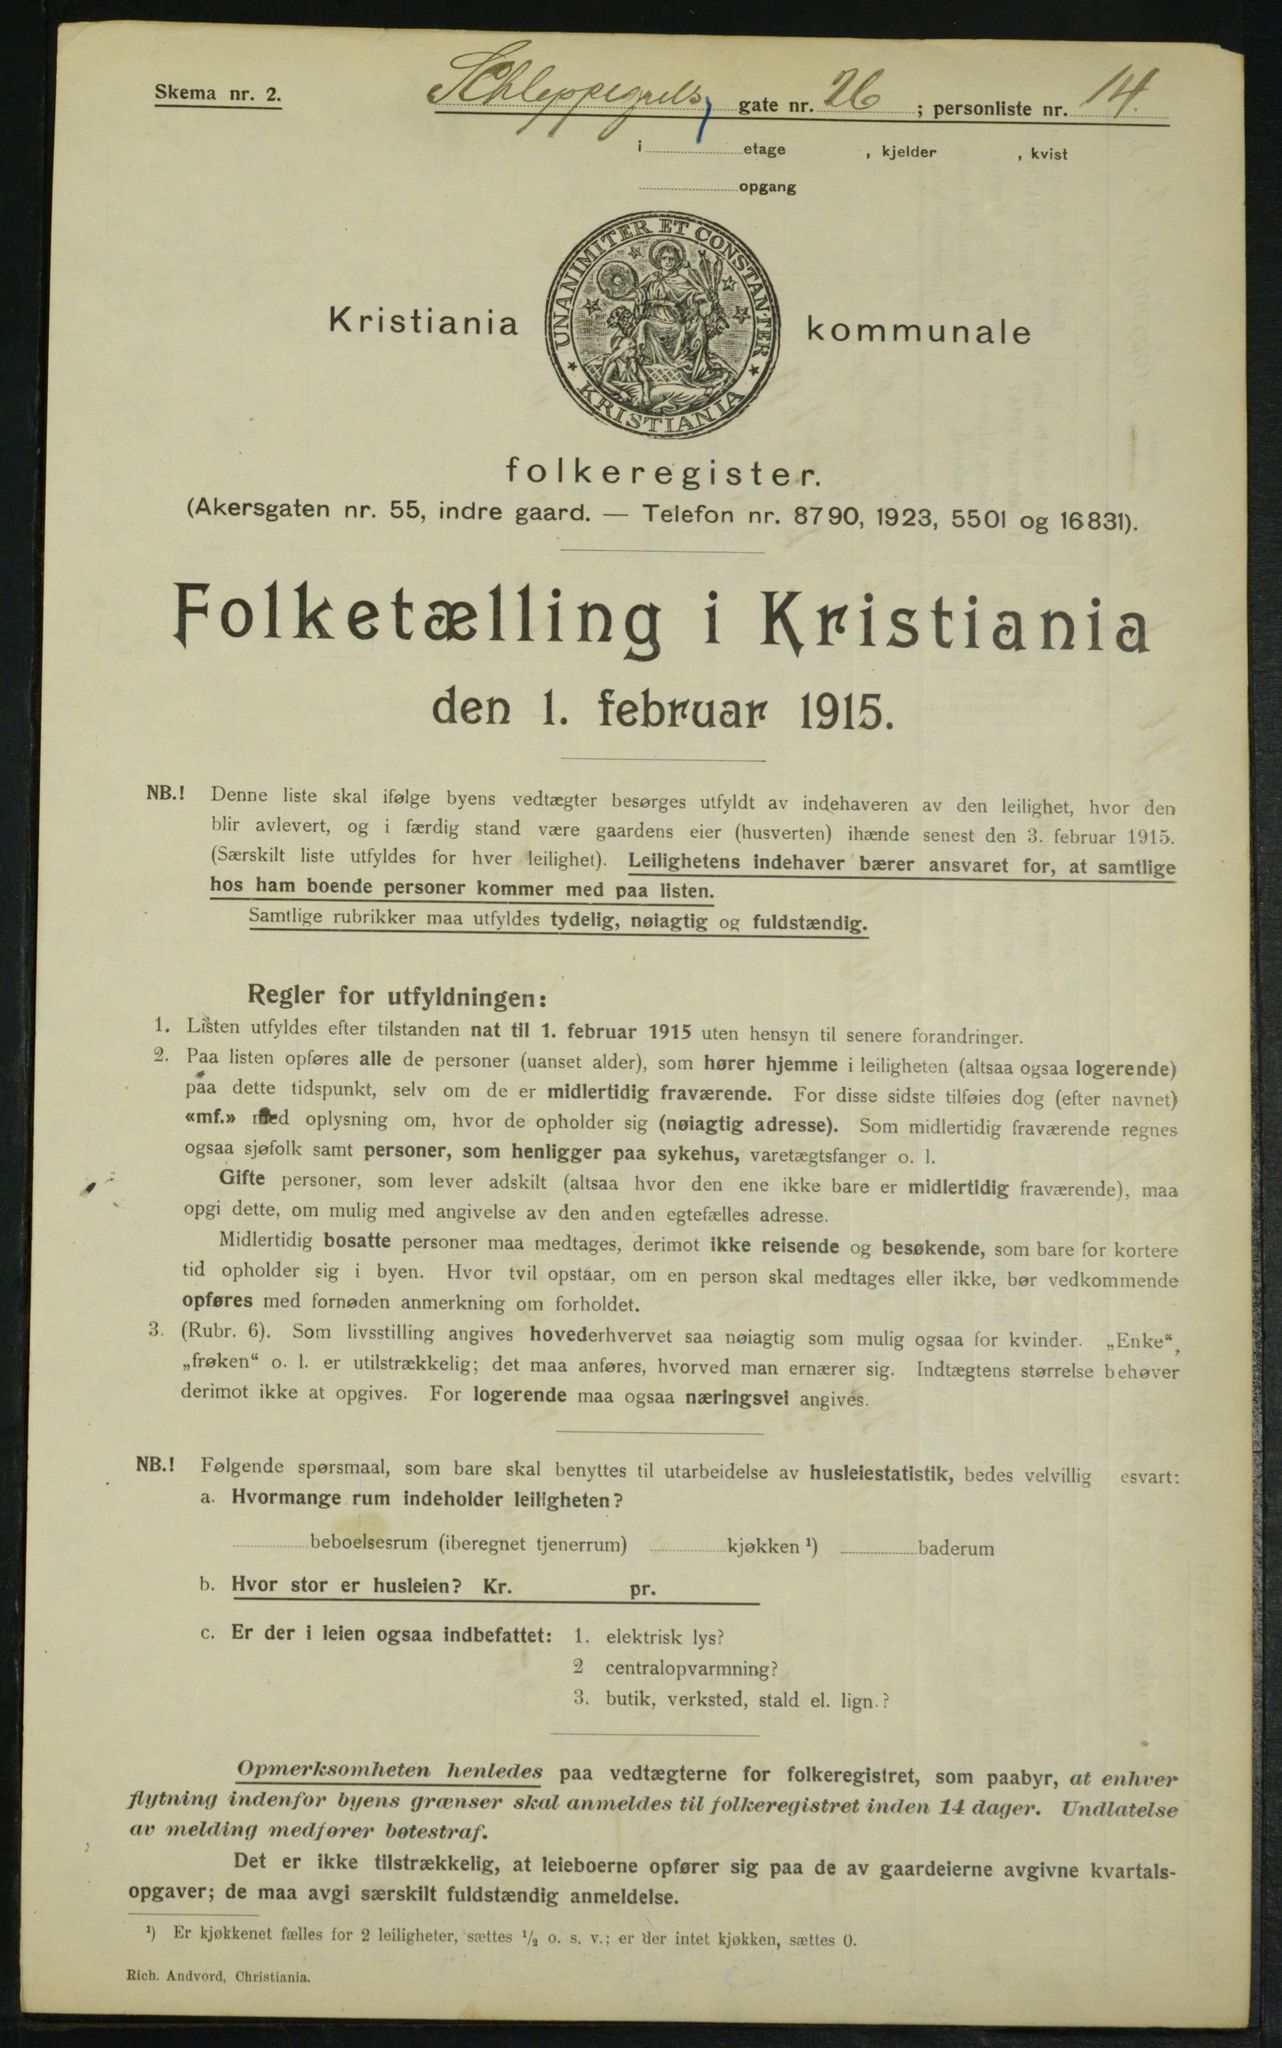 Skema nr. 2.
Schleppegrels gate nr. 26 ; personliste nr. 14.
i etage , kjelder , kvist
opgang
UNANIMITER ET CONSTANTER
KRISTIANIA
Kristiania kommunale
folkeregister.
(Akersgaten nr. 55, indre gaard. — Telefon nr. 8790, 1923, 5501 og 16831).
Folketælling i Kristiania
den 1. februar 1915.
NB.! Denne liste skal ifølge byens vedtægter besørges utfyldt av indehaveren av den leilighet, hvor den
blir avlevert, og i færdig stand være gaardens eier (husverten) ihænde senest den 3. februar 1915.
(Særskilt liste utfyldes for hver leilighet). Leilighetens indehaver bærer ansvaret for, at samtlige
hos ham boende personer kommer med paa listen.
Samtlige rubrikker maa utfyldes tydelig, nøiagtig og fuldstændig.
Regler for utfyldningen:
1. Listen utfyldes efter tilstanden nat til 1. februar 1915 uten hensyn til senere forandringer.
2. Paa listen opføres alle de personer (uanset alder), som hører hjemme i leiligheten (altsaa ogsaa logerende)
paa dette tidspunkt, selv om de er midlertidig fraværende. For disse sidste tilføies dog (efter navnet)
«mf.» med oplysning om, hvor de opholder sig (nøiagtig adresse). Som midlertidig fraværende regnes
ogsaa sjøfolk samt personer, som henligger paa sykehus, varetægtsfanger o. l.
Gifte personer, som lever adskilt (altsaa hvor den ene ikke bare er midlertidig fraværende), maa
opgi dette, om mulig med angivelse av den anden egtefælles adresse.
Midlertidig bosatte personer maa medtages, derimot ikke reisende og besøkende, som bare for kortere
tid opholder sig i byen. Hvor tvil opstaar, om en person skal medtages eller ikke, bør vedkommende
opføres med fornøden anmerkning om forholdet.
3. (Rubr. 6). Som livsstilling angives hovederhvervet saa nøiagtig som mulig ogsaa for kvinder. „Enke“,
„frøken“ o. l. er utilstrækkelig; det maa anføres, hvorved man ernærer sig. Indtægtens størrelse behøver
derimot ikke at opgives. For logerende maa ogsaa næringsvei angives.
NB.! Følgende spørsmaal, som bare skal benyttes til utarbeidelse av husleiestatistik, bedes velvillig esvart:
a. Hvormange rum indeholder leiligheten?
beboelsesrum (iberegnet tjenerrum) kjøkken ¹) baderum
b. Hvor stor er husleien? Kr. pr.
c. Er der i leien ogsaa indbefattet: 1. elektrisk lys?
2 centralopvarmning?
3. butik, verksted, stald el. lign.?
Opmerksomheten henledes paa vedtægterne for folkeregistret, som paabyr, at enhver
flytning indenfor byens grænser skal anmeldes til folkeregistret inden 14 dager. Undlatelse
av melding medfører bøtestraf.
Det er ikke tilstrækkelig, at leieboerne opfører sig paa de av gaardeierne avgivne kvartals-
opgaver; de maa avgi særskilt fuldstændig anmeldelse.
¹) Er kjøkkenet fælles for 2 leiligheter, sættes ½ o. s. v.; er der intet kjøkken, sættes 0.
Rich. Andvord, Christiania.